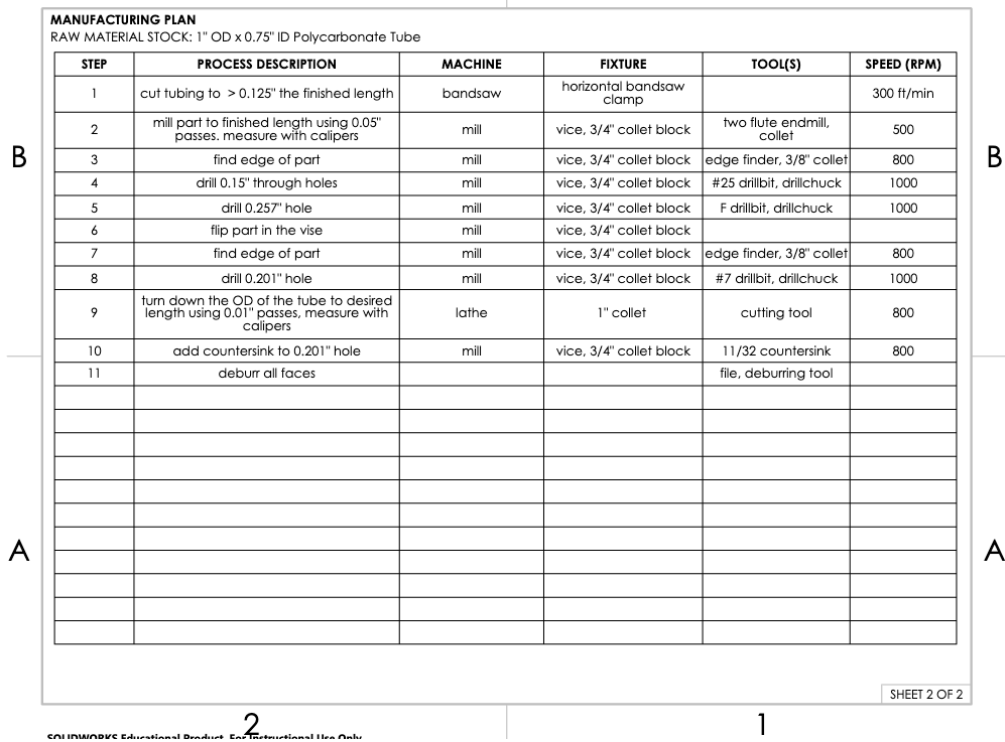 MANUFACTURING PLAN
RAW MATERIAL STOCK: 1" OD x 0.75" ID Polycarbonate Tube
STEP PROCESS DESCRIPTION MACHINE FIXTURE TOOL(S) SPEED (RPM)
1 cut tubing to > 0.125" the finished length bandsaw horizontal bandsaw clamp 300 ft/min
2 mill part to finished length using 0.05" passes. measure with calipers mill vice, 3/4" collet block two flute endmill, collet 500
3 find edge of part mill vice, 3/4" collet block edge finder, 3/8" collet 800
4 drill 0.15" through holes mill vice, 3/4" collet block #25 drillbit, drillchuck 1000
5 drill 0.257" hole mill vice, 3/4" collet block F drillbit, drillchuck 1000
6 flip part in the vise mill vice, 3/4" collet block
7 find edge of part mill vice, 3/4" collet block edge finder, 3/8" collet 800
8 drill 0.201" hole mill vice, 3/4" collet block #7 drillbit, drillchuck 1000
9 turn down the OD of the tube to desired length using 0.01" passes, measure with calipers lathe 1" collet cutting tool 800
10 add countersink to 0.201" hole mill vice, 3/4" collet block 11/32 countersink 800
11 deburr all faces file, deburring tool
B B
A A
SHEET 2 OF 2
2 1
SOLIDWORKS Educational Product. For Instructional Use Only.